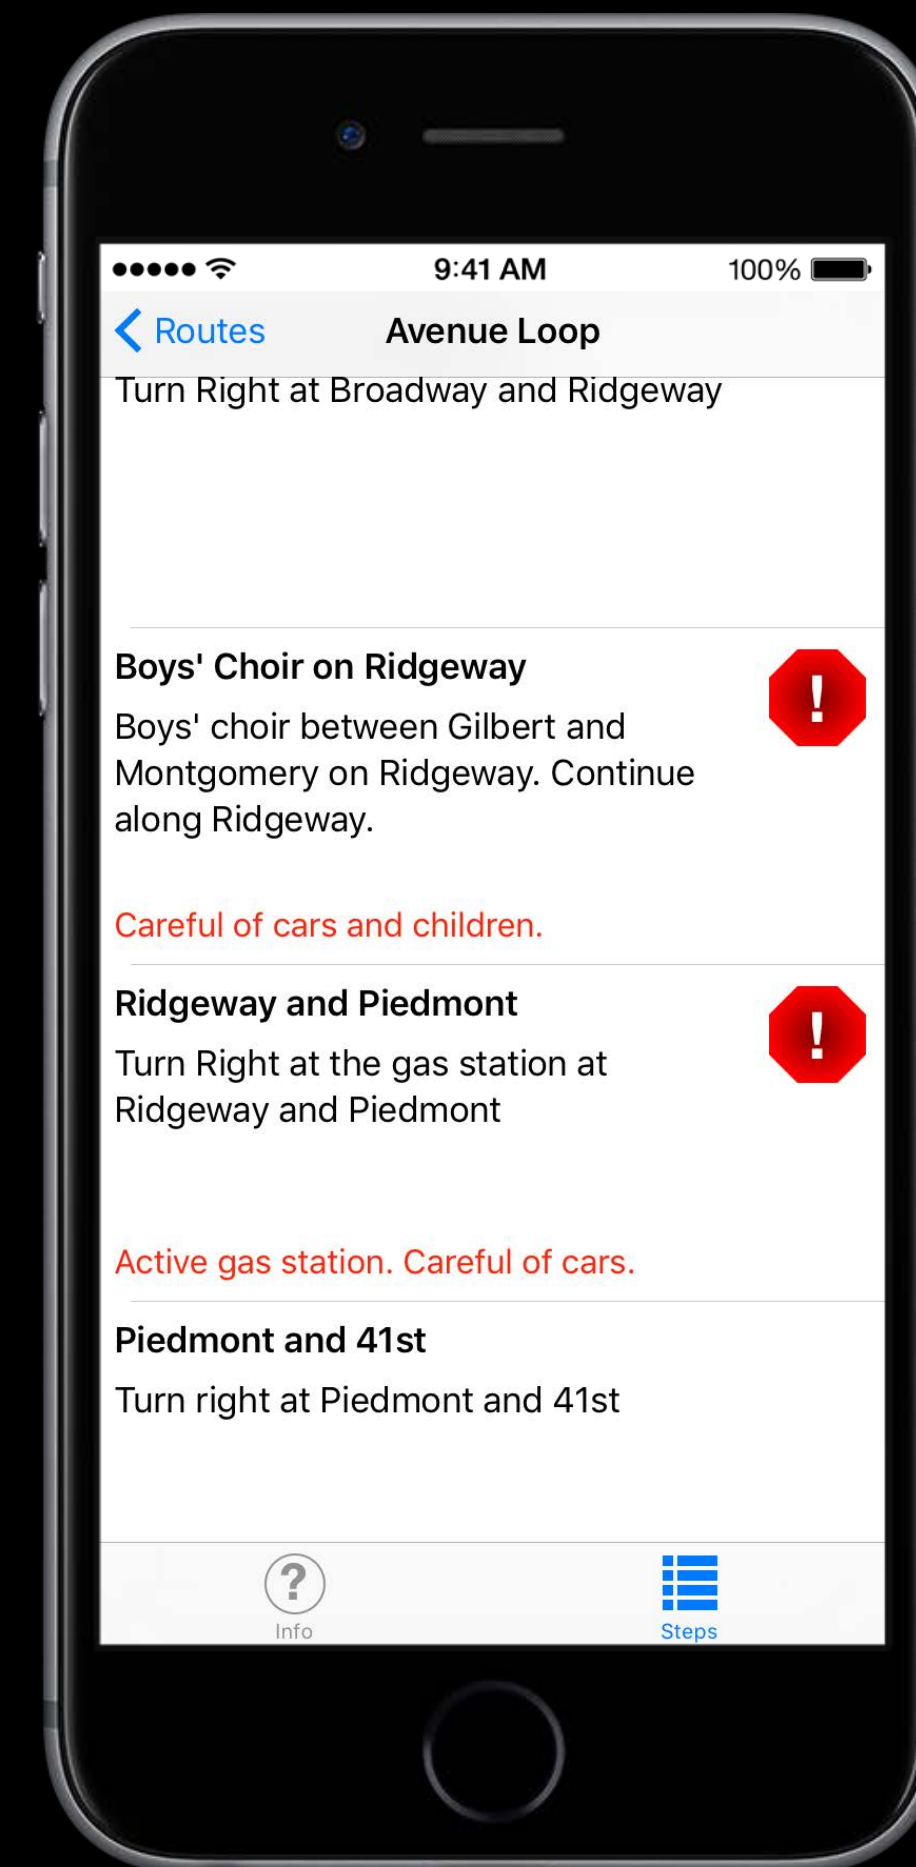 9:41 AM
100%
Routes
Avenue Loop
Turn Right at Broadway and Ridgeway
Boys' Choir on Ridgeway
!
Boys' choir between Gilbert and
Montgomery on Ridgeway. Continue
along Ridgeway.
Careful of cars and children.
Ridgeway and Piedmont
!
Turn Right at the gas station at
Ridgeway and Piedmont
Active gas station. Careful of cars.
Piedmont and 41st
Turn right at Piedmont and 41st
?
Info
Steps